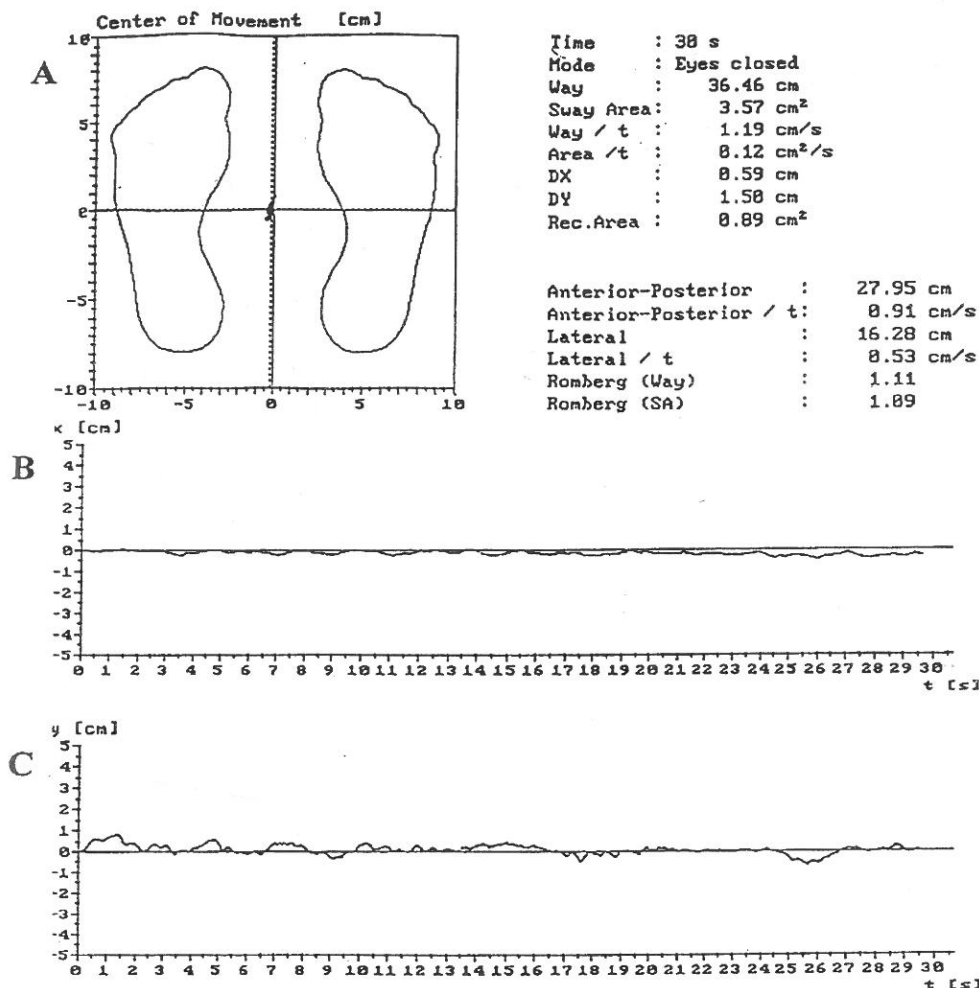 Center of Movement [cm]
A
10
5
0
-5
-10
-10 -5 0 5 10
Time : 30 s
Mode : Eyes closed
Way : 36.46 cm
Sway Area: 3.57 cm²
Way / t : 1.19 cm/s
Area /t : 0.12 cm²/s
DX : 0.59 cm
DY : 1.50 cm
Rec.Area : 0.89 cm²
Anterior-Posterior : 27.95 cm
Anterior-Posterior / t: 0.91 cm/s
Lateral : 16.28 cm
Lateral / t : 0.53 cm/s
Romberg (Way) : 1.11
Romberg (SA) : 1.09
x [cm]
B
5
4
3
2
1
0
-1
-2
-3
-4
-5
0 1 2 3 4 5 6 7 8 9 10 11 12 13 14 15 16 17 18 19 20 21 22 23 24 25 26 27 28 29 30
t [s]
y [cm]
C
5
4
3
2
1
0
-1
-2
-3
-4
-5
0 1 2 3 4 5 6 7 8 9 10 11 12 13 14 15 16 17 18 19 20 21 22 23 24 25 26 27 28 29 30
t [s]